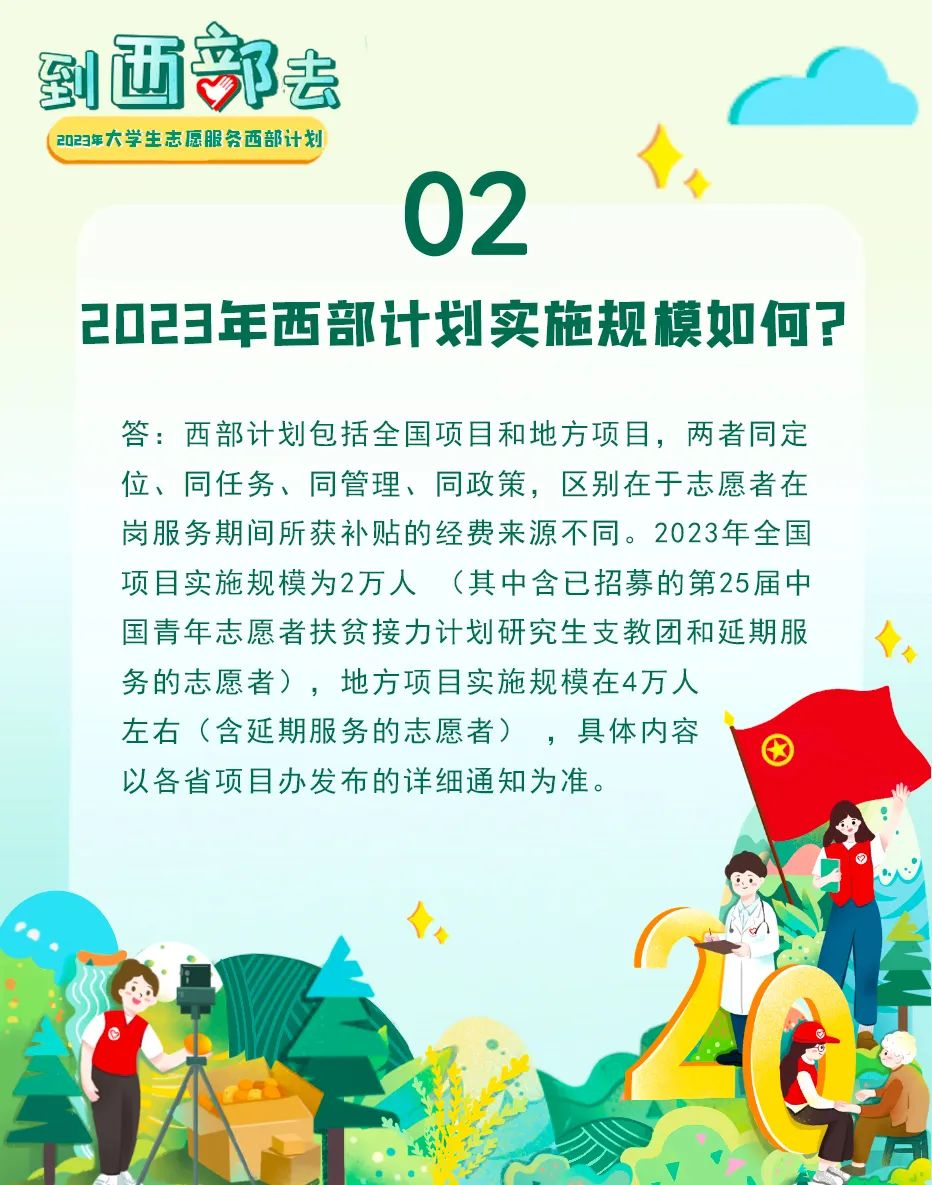 到西部去
2023年大学生志愿服务西部计划
02
2023年西部计划实施规模如何?
答：西部计划包括全国项目和地方项目，两者同定
位、同任务、同管理、同政策，区别在于志愿者在
岗服务期间所获补贴的经费来源不同。2023年全国
项目实施规模为2万人 （其中含已招募的第25届中
国青年志愿者扶贫接力计划研究生支教团和延期服
务的志愿者），地方项目实施规模在4万人
左右（含延期服务的志愿者） ，具体内容
以各省项目办发布的详细通知为准。
20